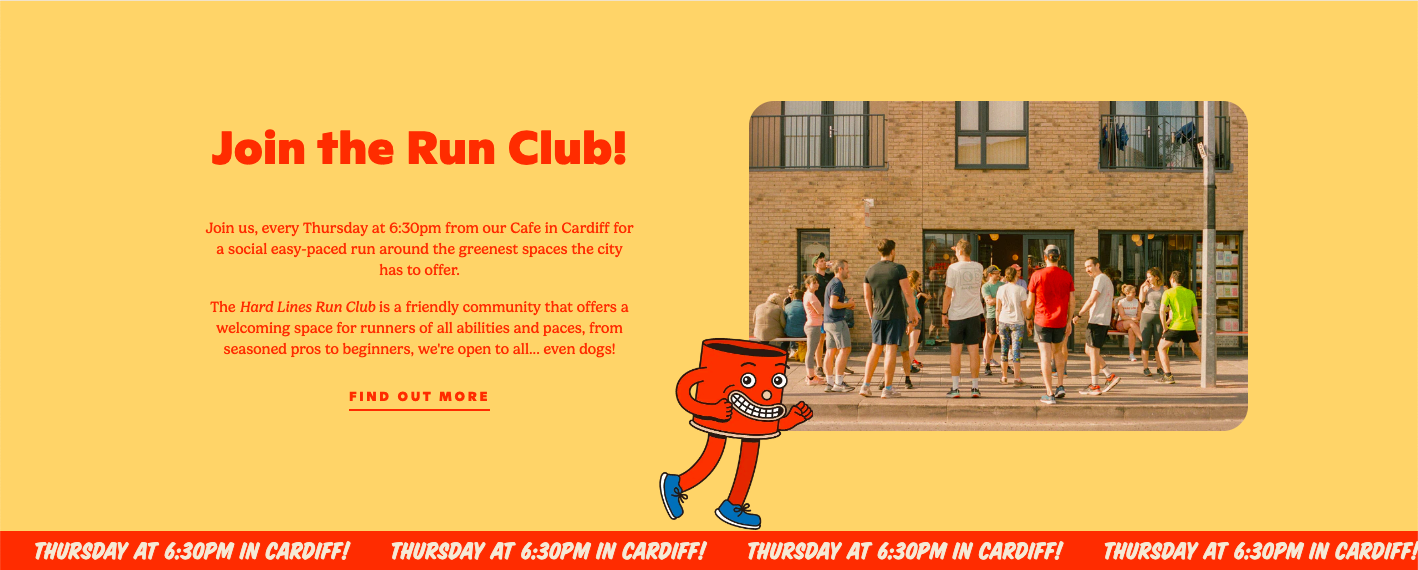 Join the Run Club!
Join us, every Thursday at 6:30pm from our Cafe in Cardiff for
a social easy-paced run around the greenest spaces the city
has to offer.
The Hard Lines Run Club is a friendly community that offers a
welcoming space for runners of all abilities and paces, from
seasoned pros to beginners, we're open to all... even dogs!
FIND OUT MORE
THURSDAY AT 6:30PM IN CARDIFF! THURSDAY AT 6:30PM IN CARDIFF! THURSDAY AT 6:30PM IN CARDIFF! THURSDAY AT 6:30PM IN CARDIFF!